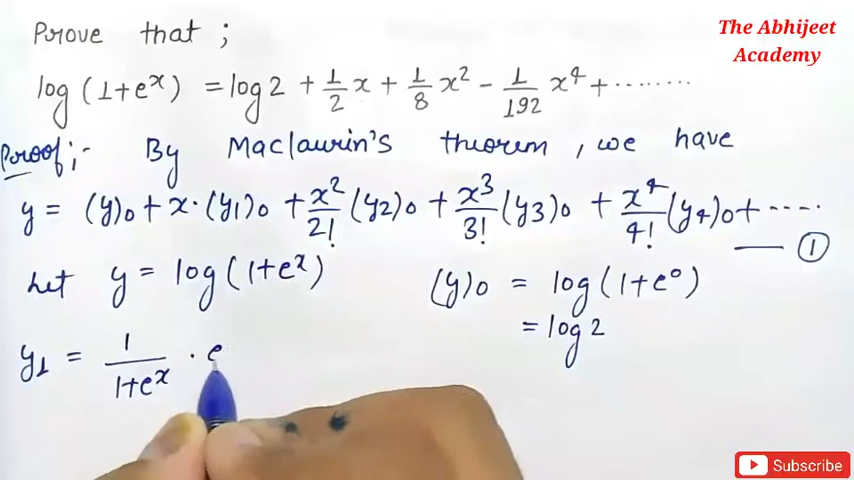 Prove that ;
The Abhijeet
Academy
log (1+e^x) = log 2 + 1/2 x + 1/8 x^2 - 1/192 x^4 + ........
Proof ;- By Maclaurin's theorem , we have
y = (y)₀ + x · (y₁)₀ + x^2/2! (y₂)₀ + x^3/3! (y₃)₀ + x^4/4! (y₄)₀ + .....
—— ①
Let y = log (1+e^x)
(y)₀ = log (1+e^0)
= log 2
y₁ = 1/(1+e^x) · e
Subscribe